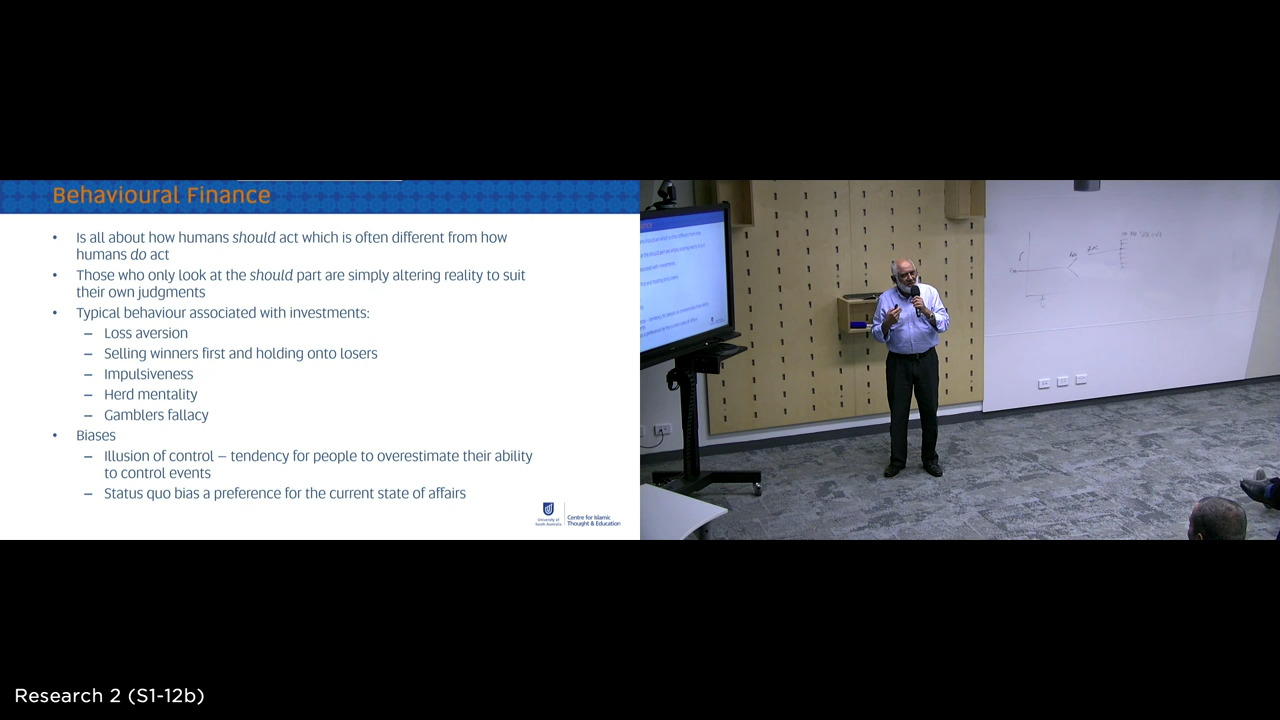 Behavioural Finance
• Is all about how humans should act which is often different from how
humans do act
• Those who only look at the should part are simply altering reality to suit
their own judgments
• Typical behaviour associated with investments:
– Loss aversion
– Selling winners first and holding onto losers
– Impulsiveness
– Herd mentality
– Gamblers fallacy
• Biases
– Illusion of control – tendency for people to overestimate their ability
to control events
– Status quo bias a preference for the current state of affairs
University of
South Australia
Centre for Islamic
Thought & Education
Research 2 (S1-12b)